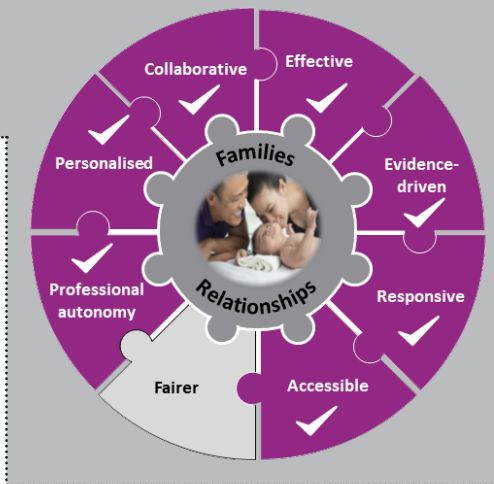 Collaborative
Effective
Personalised
Families
Evidence-
driven
Professional
autonomy
Relationships
Responsive
Fairer
Accessible